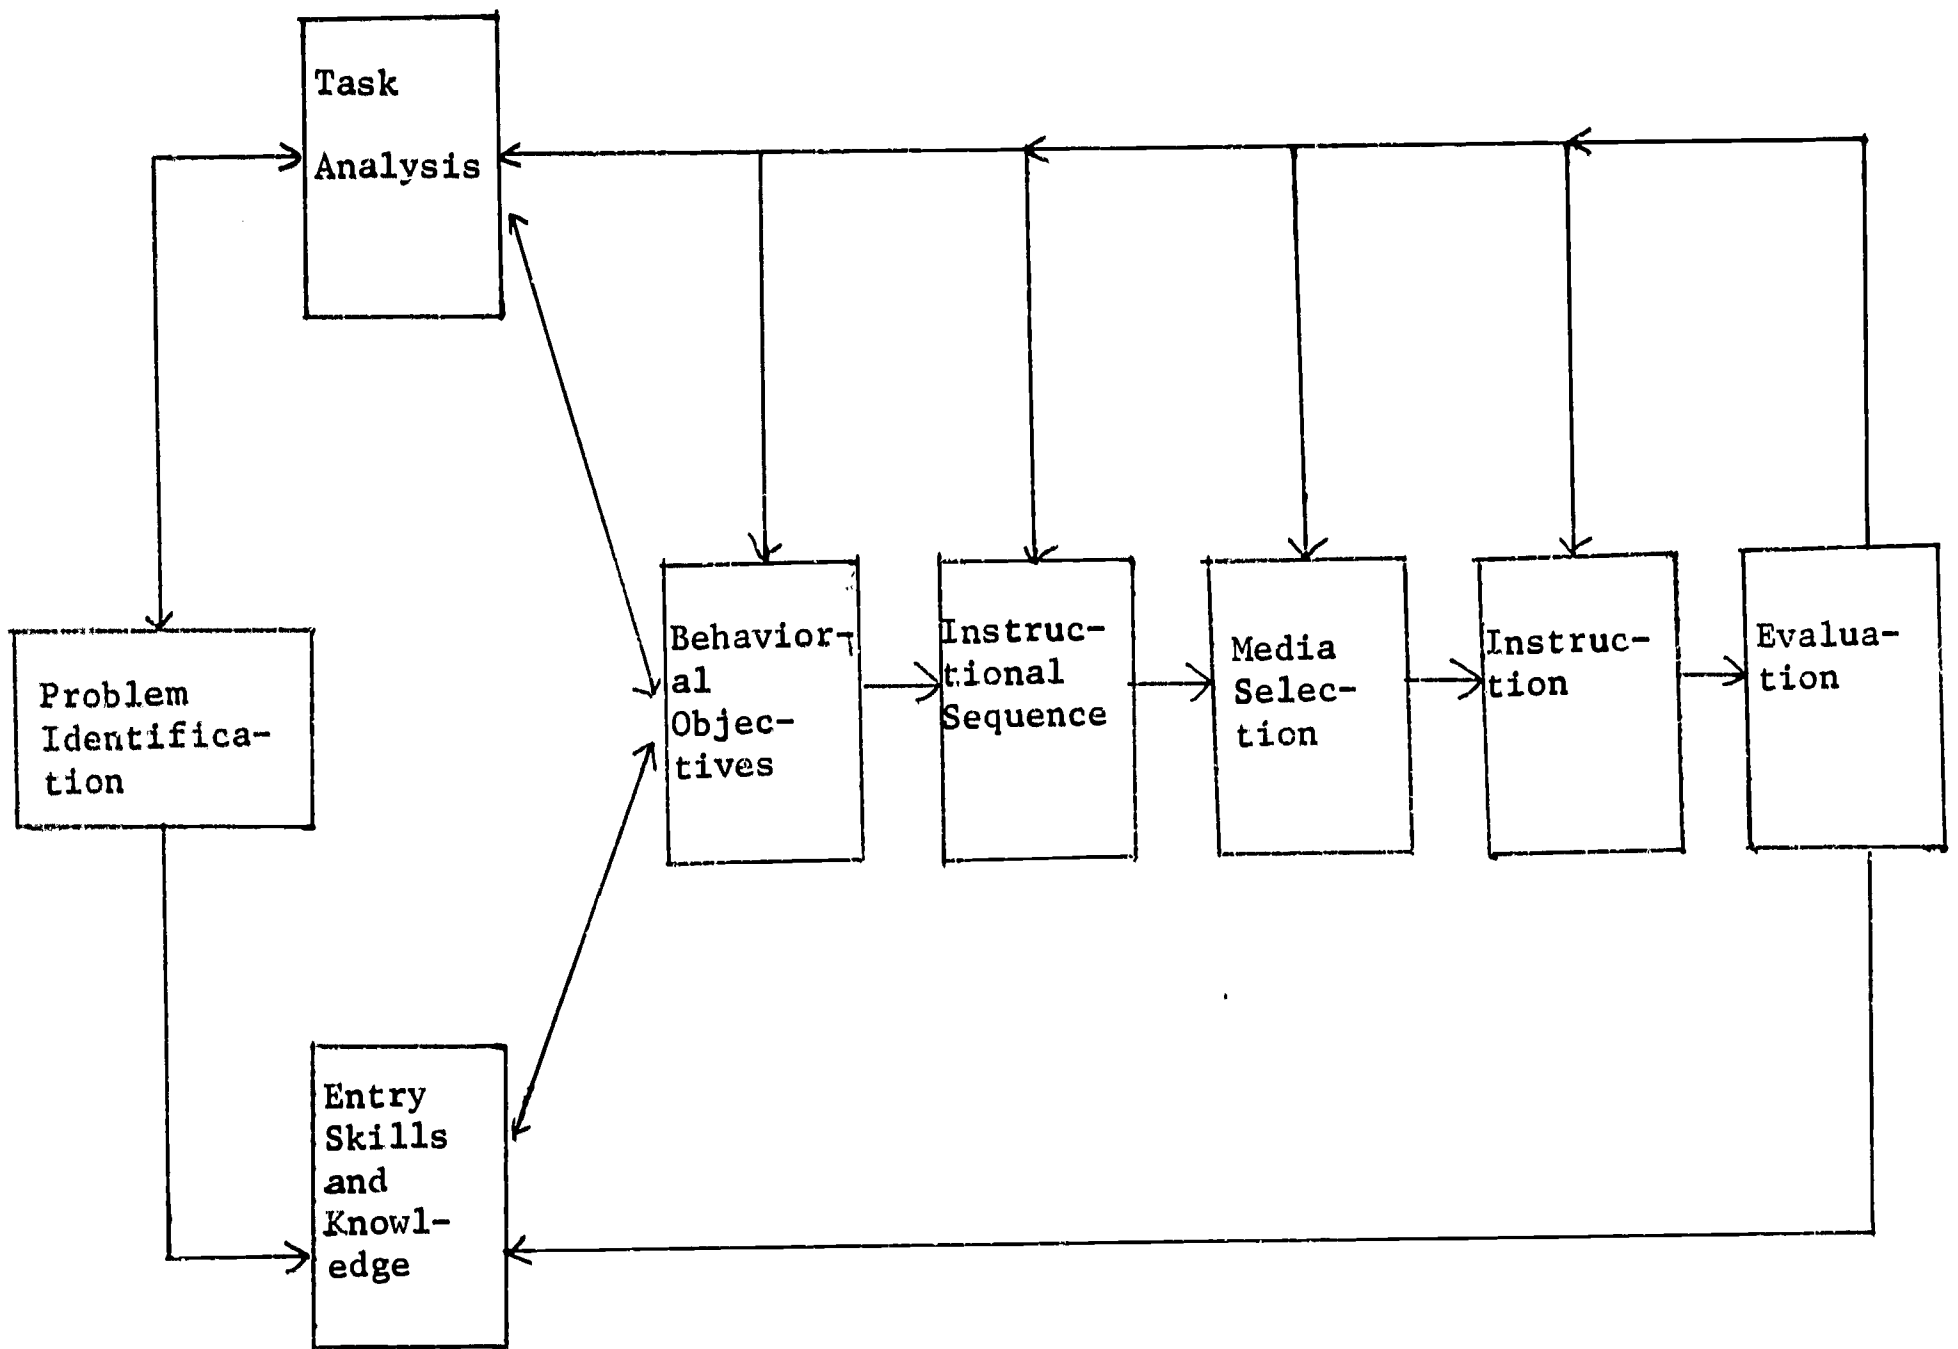 Task
Analysis
Problem
Identifica-
tion
Behavior-
al
Objec-
tives
Instruc-
tional
Sequence
Media
Selec-
tion
Instruc-
tion
Evalua-
tion
Entry
Skills
and
Knowl-
edge